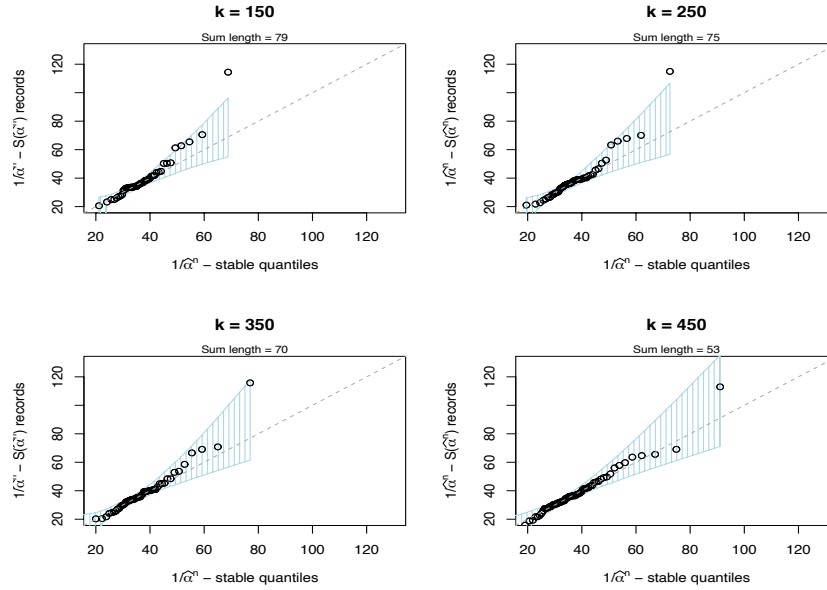 k = 150
Sum length = 79
1/α̂ⁿ − S(α̂ⁿ) records
120
80
60
40
20
20 40 60 80 100 120
1/α̂ⁿ − stable quantiles
k = 250
Sum length = 75
1/α̂ⁿ − S(α̂ⁿ) records
120
80
60
40
20
20 40 60 80 100 120
1/α̂ⁿ − stable quantiles
k = 350
Sum length = 70
1/α̂ⁿ − S(α̂ⁿ) records
120
80
60
40
20
20 40 60 80 100 120
1/α̂ⁿ − stable quantiles
k = 450
Sum length = 53
1/α̂ⁿ − S(α̂ⁿ) records
120
80
60
40
20
20 40 60 80 100 120
1/α̂ⁿ − stable quantiles